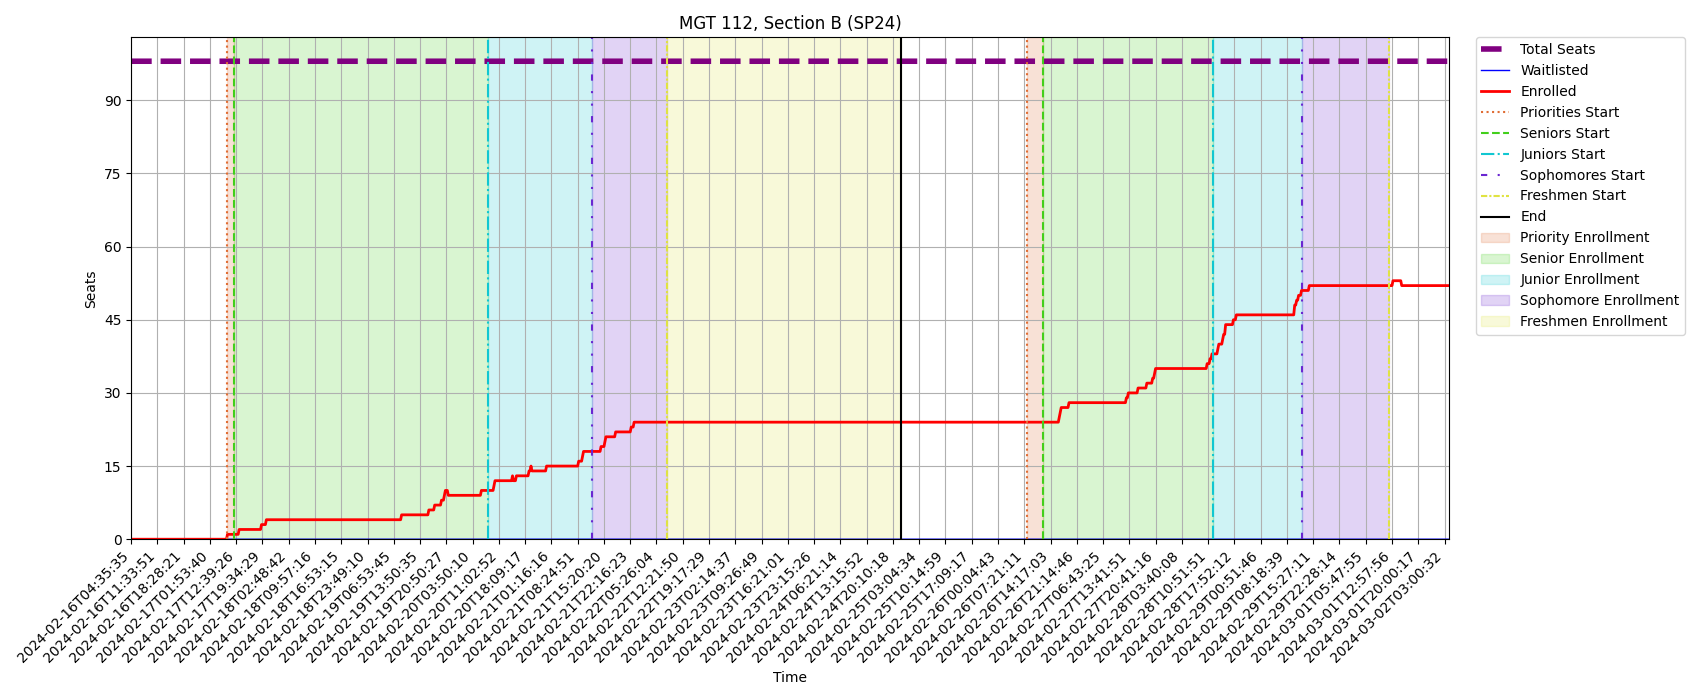 MGT 112, Section B (SP24)
Total Seats
Waitlisted
Enrolled
Priorities Start
Seniors Start
Juniors Start
Sophomores Start
Freshmen Start
End
Priority Enrollment
Senior Enrollment
Junior Enrollment
Sophomore Enrollment
Freshmen Enrollment
Seats
90
75
60
45
30
15
0
2024-02-16T04:35:35
2024-02-16T11:33:51
2024-02-16T18:28:21
2024-02-17T01:53:40
2024-02-17T12:39:26
2024-02-17T19:34:29
2024-02-18T02:48:42
2024-02-18T09:57:16
2024-02-18T16:53:15
2024-02-18T23:49:10
2024-02-19T06:53:45
2024-02-19T13:50:35
2024-02-19T20:50:27
2024-02-20T03:50:10
2024-02-20T11:02:52
2024-02-20T18:09:17
2024-02-21T01:16:16
2024-02-21T08:24:51
2024-02-21T15:20:20
2024-02-21T22:16:23
2024-02-22T05:26:04
2024-02-22T12:21:50
2024-02-22T19:17:29
2024-02-23T02:14:37
2024-02-23T09:26:49
2024-02-23T16:21:01
2024-02-23T23:15:26
2024-02-24T06:21:14
2024-02-24T13:15:52
2024-02-24T20:10:18
2024-02-25T03:04:34
2024-02-25T10:14:59
2024-02-25T17:09:17
2024-02-26T00:04:43
2024-02-26T07:21:11
2024-02-26T14:17:03
2024-02-26T21:14:46
2024-02-27T06:43:25
2024-02-27T13:41:51
2024-02-27T20:41:16
2024-02-28T03:40:08
2024-02-28T10:51:51
2024-02-28T17:52:12
2024-02-29T00:51:46
2024-02-29T08:18:39
2024-02-29T15:27:11
2024-02-29T22:28:14
2024-03-01T05:47:55
2024-03-01T12:57:56
2024-03-01T20:00:17
2024-03-02T03:00:32
Time